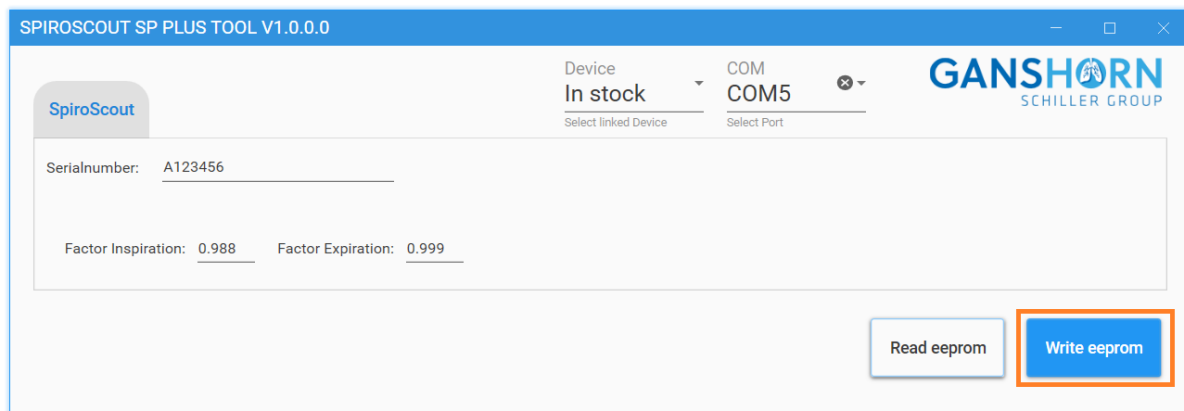 SPIROSCOUT SP PLUS TOOL V1.0.0.0
Device
In stock
Select linked Device
COM
COM5
Select Port
GANSHORN
SCHILLER GROUP
SpiroScout
Serialnumber: A123456
Factor Inspiration: 0.988 Factor Expiration: 0.999
Read eeprom Write eeprom